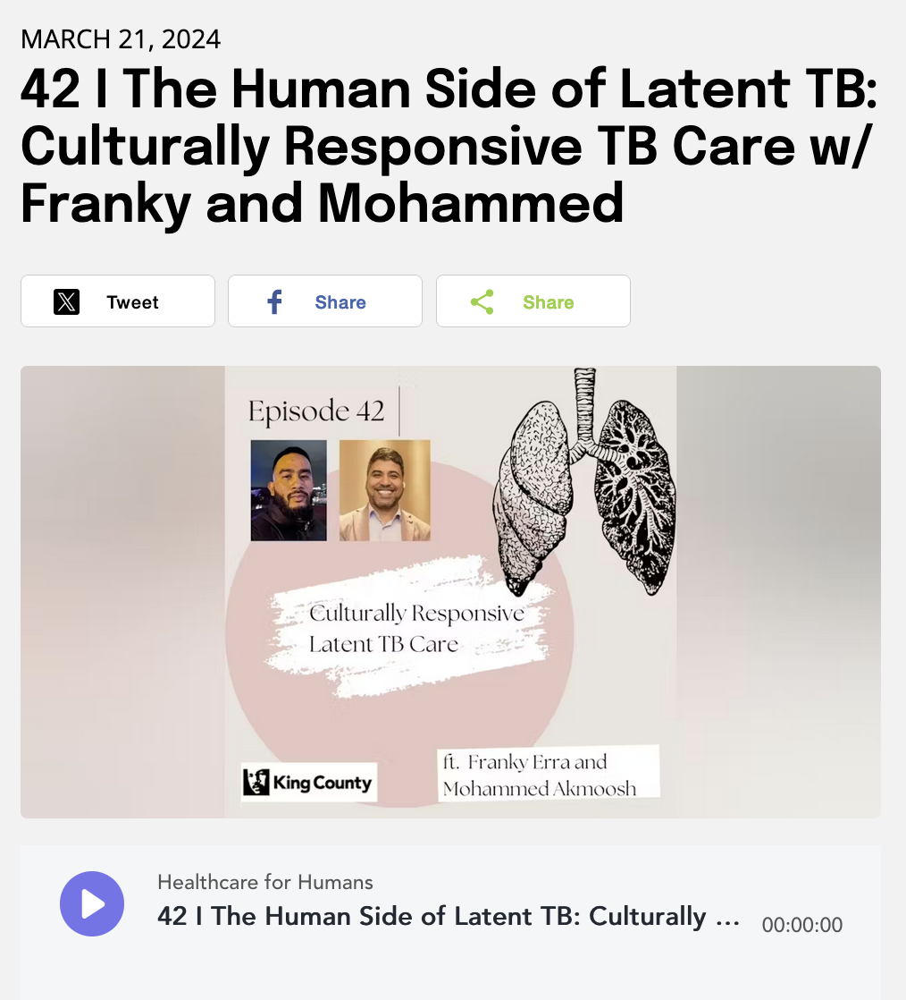 MARCH 21, 2024
42 I The Human Side of Latent TB:
Culturally Responsive TB Care w/
Franky and Mohammed
Tweet
Share
Share
Episode 42
Culturally Responsive
Latent TB Care
King County
ft. Franky Erra and
Mohammed Akmoosh
Healthcare for Humans
42 I The Human Side of Latent TB: Culturally ...
00:00:00